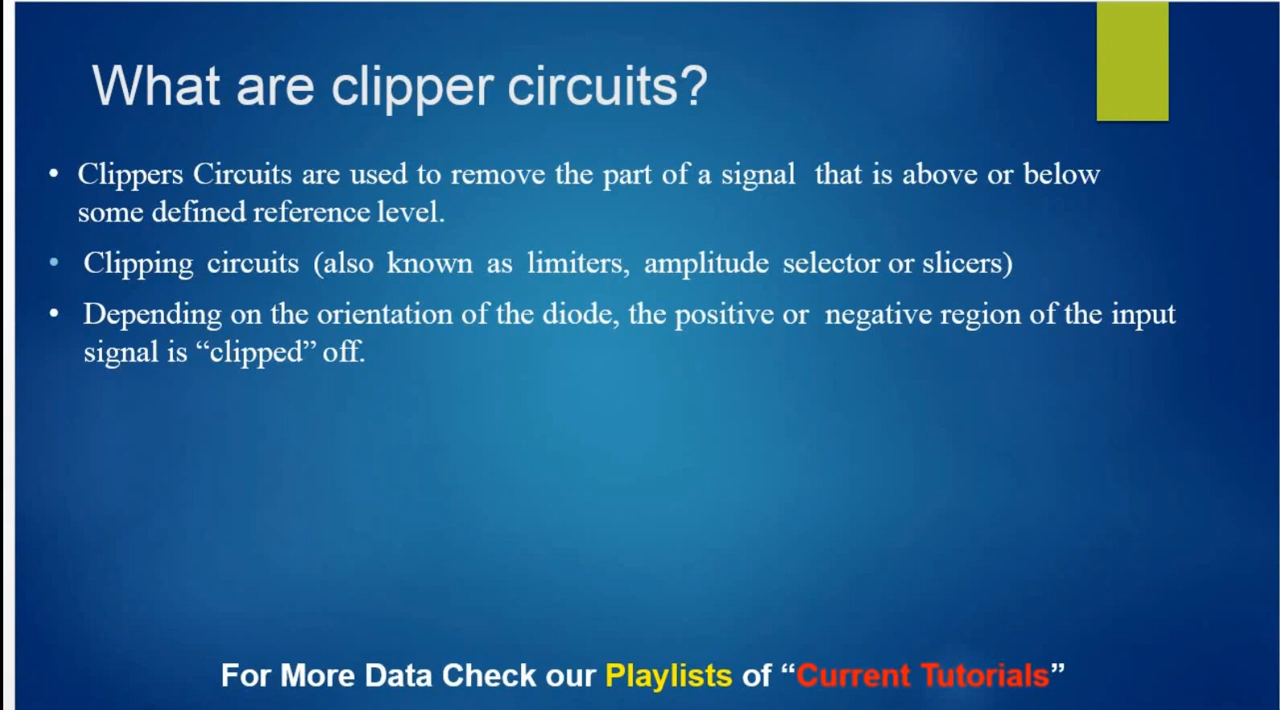 What are clipper circuits?
• Clippers Circuits are used to remove the part of a signal that is above or below
some defined reference level.
• Clipping circuits (also known as limiters, amplitude selector or slicers)
• Depending on the orientation of the diode, the positive or negative region of the input
signal is “clipped” off.
For More Data Check our Playlists of “Current Tutorials”